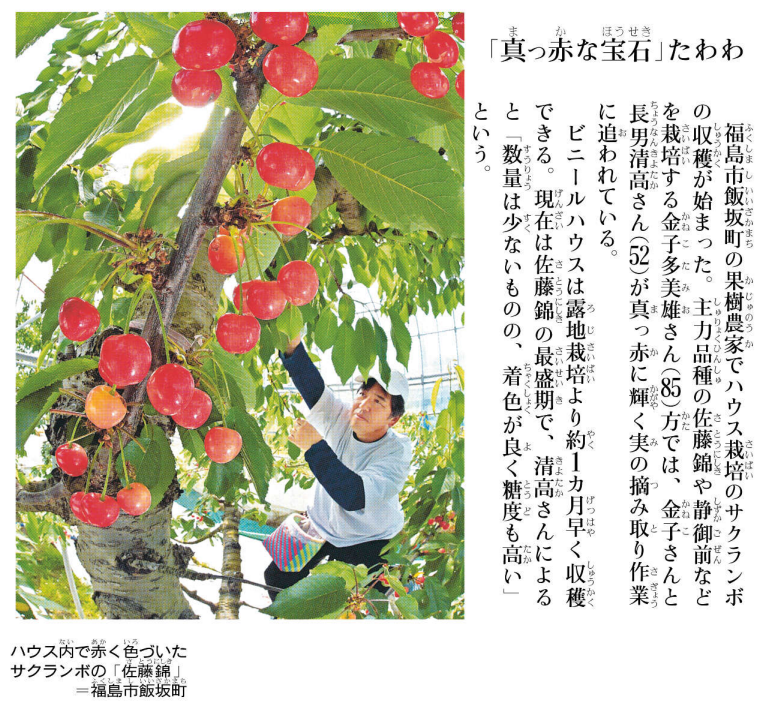 「真っ赤な宝石」たわわ
福島市飯坂町の果樹農家でハウス栽培のサクランボ
の収穫が始まった。主力品種の佐藤錦や静御前など
を栽培する金子多美雄さん(85)方では、金子さんと
長男清高さん(52)が真っ赤に輝く実の摘み取り作業
に追われている。
ビニールハウスは露地栽培より約1カ月早く収穫
できる。現在は佐藤錦の最盛期で、清高さんによる
と「数量は少ないものの、着色が良く糖度も高い」
という。
ハウス内で赤く色づいた
サクランボの「佐藤錦」
=福島市飯坂町